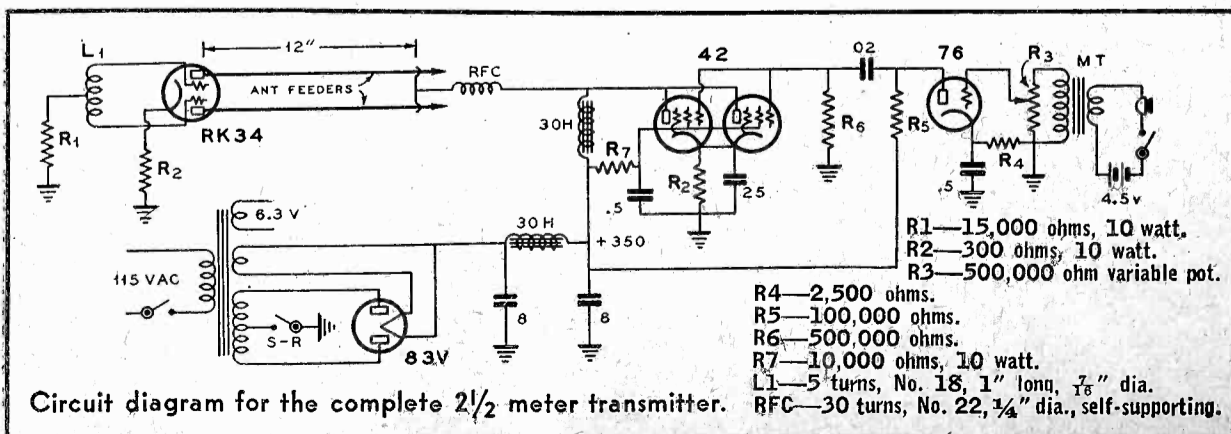 L1
12"
ANT FEEDERS
RK34
R1
R2
RFC
30H
R7
.5
42
R2
25
R6
02
R5
76
R3
MT
R4
.5
4.5v
6.3 V
115 VAC
S-R
83V
30H
+350
8
8
R1—15,000 ohms, 10 watt.
R2—300 ohms, 10 watt.
R3—500,000 ohm variable pot.
R4—2,500 ohms.
R5—100,000 ohms.
R6—500,000 ohms.
R7—10,000 ohms, 10 watt.
L1—5 turns, No. 18, 1" long, 7/16" dia.
RFC—30 turns, No. 22, 1/4" dia., self-supporting.
Circuit diagram for the complete 2½ meter transmitter.